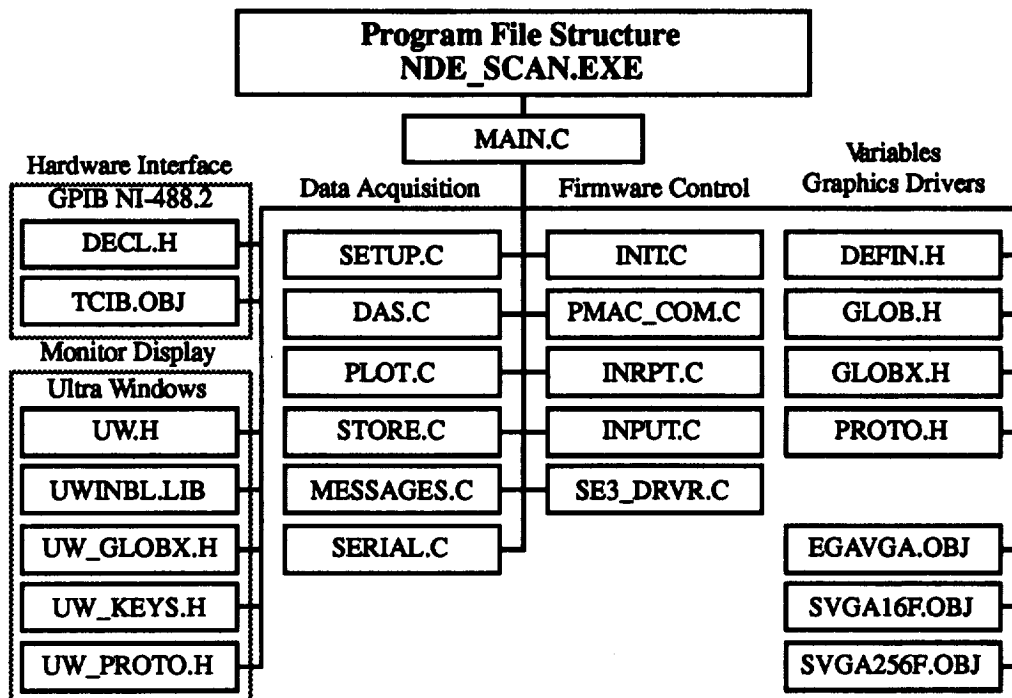 Program File Structure
NDE_SCAN.EXE
MAIN.C
Hardware Interface
GPIB NI-488.2
DECL.H
TCIB.OBJ
Monitor Display
Ultra Windows
UW.H
UWINBL.LIB
UW_GLOBX.H
UW_KEYS.H
UW_PROTO.H
Data Acquisition
SETUP.C
DAS.C
PLOT.C
STORE.C
MESSAGES.C
SERIAL.C
Firmware Control
INIT.C
PMAC_COM.C
INRPT.C
INPUT.C
SE3_DRVR.C
Variables
Graphics Drivers
DEFIN.H
GLOB.H
GLOBX.H
PROTO.H
EGAVGA.OBJ
SVGA16F.OBJ
SVGA256F.OBJ